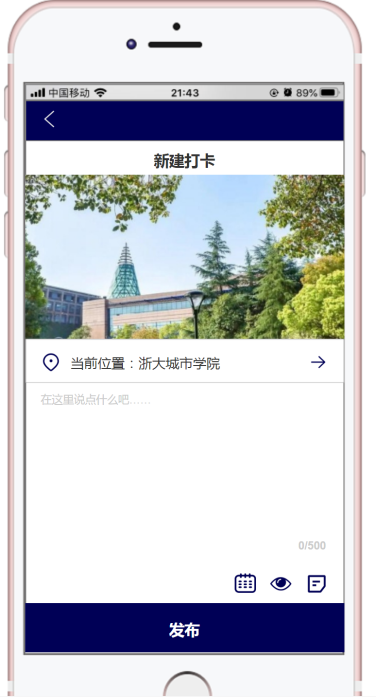 中国移动 21:43 89%
新建打卡
当前位置：浙大城市学院
在这里说点什么吧……
0/500
发布